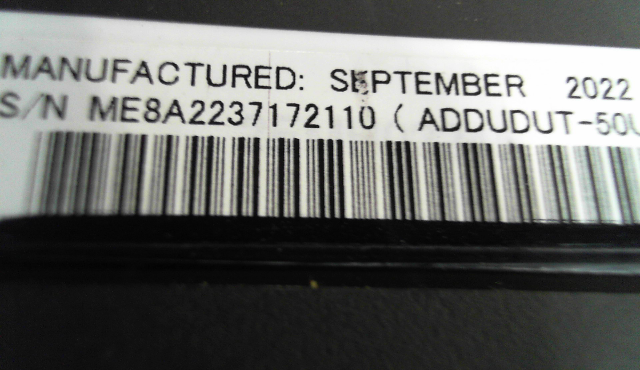 MANUFACTURED: SEPTEMBER 2022
S/N ME8A2237172110 ( ADDUDUT-50